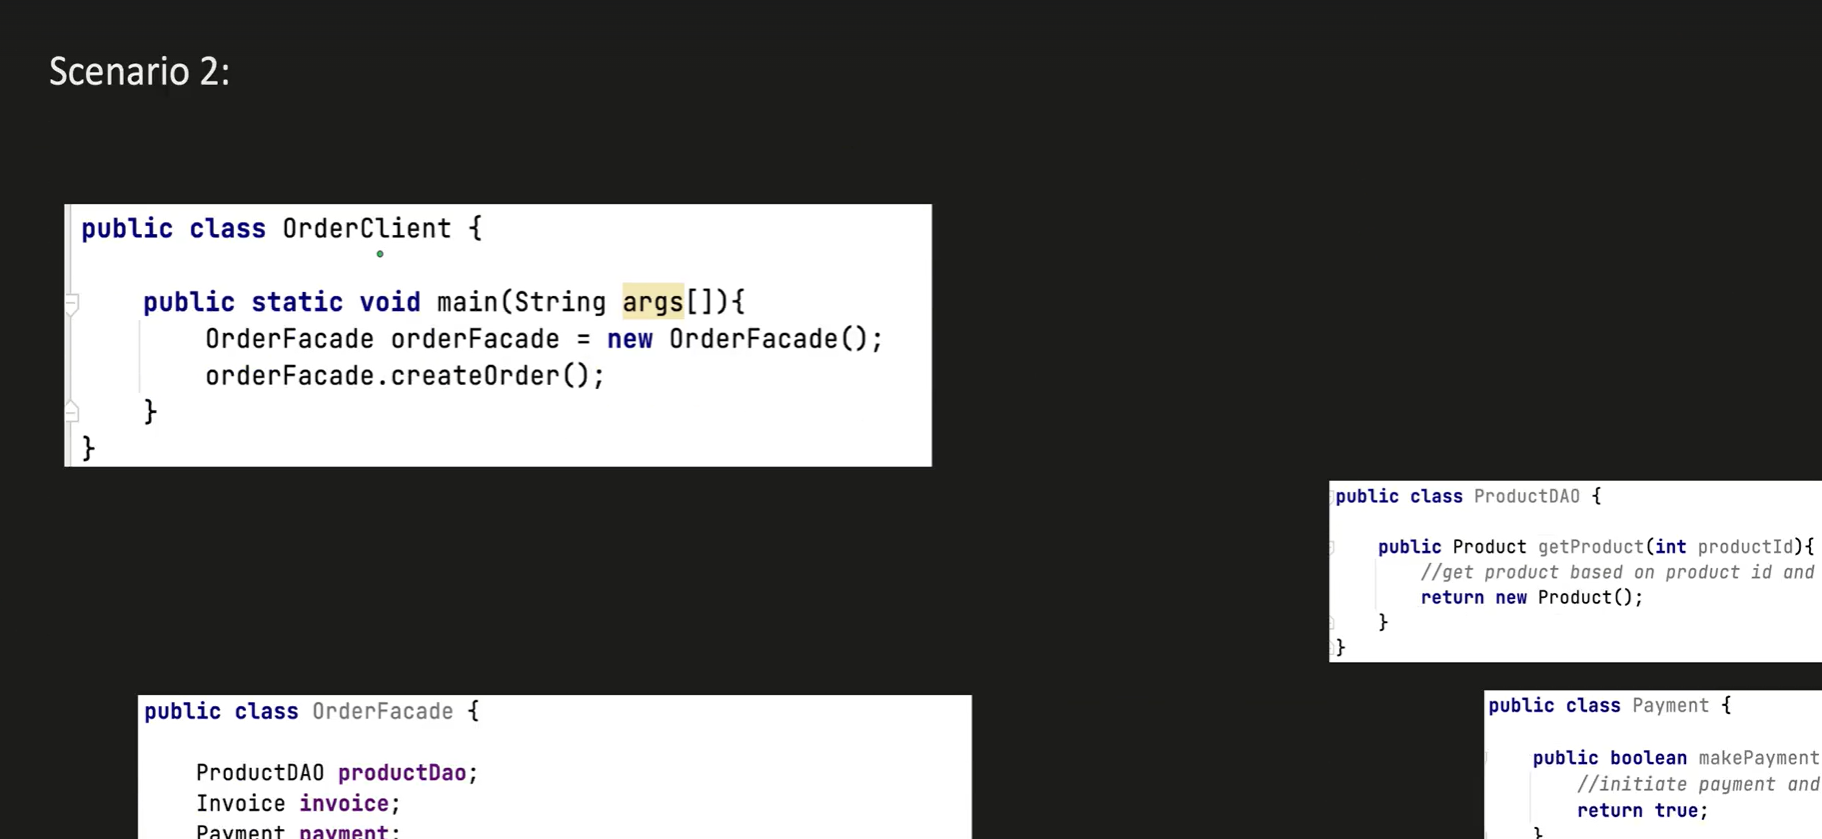 Scenario 2:
public class OrderClient {
public static void main(String args[]){
OrderFacade orderFacade = new OrderFacade();
orderFacade.createOrder();
}
}
public class ProductDAO {
public Product getProduct(int productId){
//get product based on product id and
return new Product();
}
}
public class OrderFacade {
ProductDAO productDao;
Invoice invoice;
Payment payment;
public class Payment {
public boolean makePayment
//initiate payment and
return true;
}